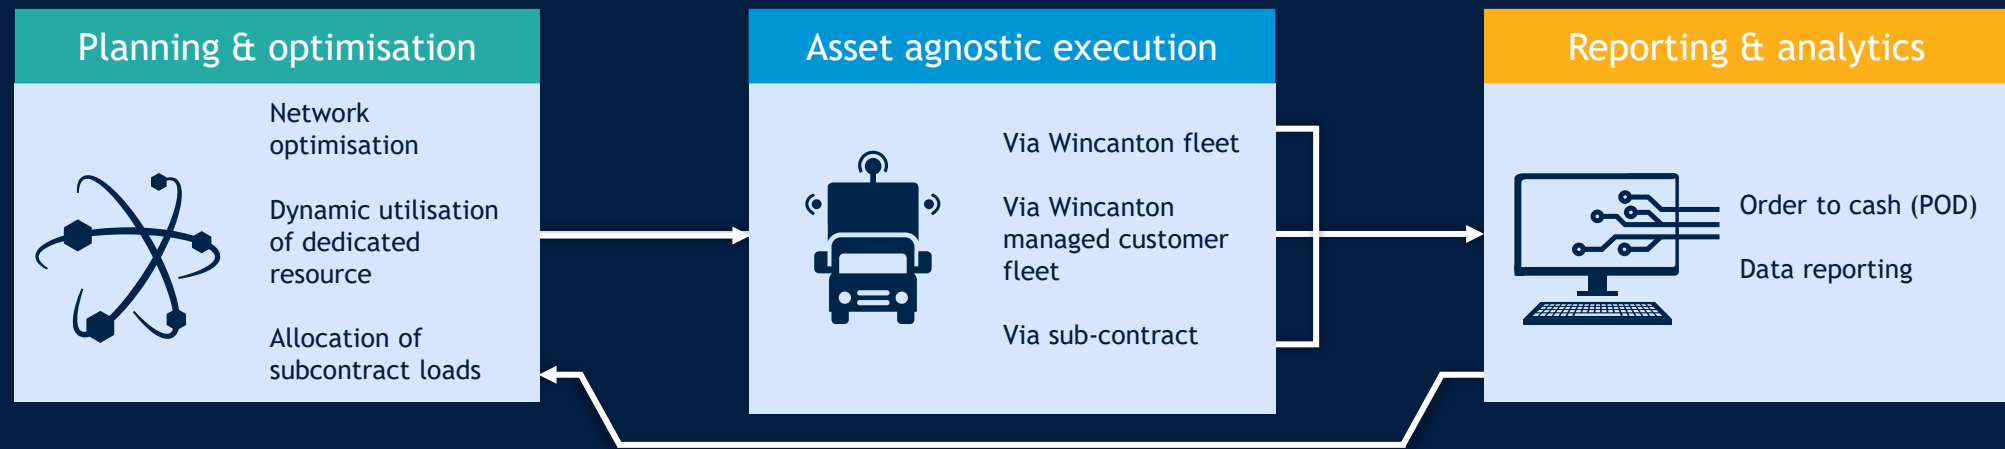 Planning & optimisation
Network
optimisation
Dynamic utilisation
of dedicated
resource
Allocation of
subcontract loads
Asset agnostic execution
Via Wincanton fleet
Via Wincanton
managed customer
fleet
Via sub-contract
Reporting & analytics
Order to cash (POD)
Data reporting